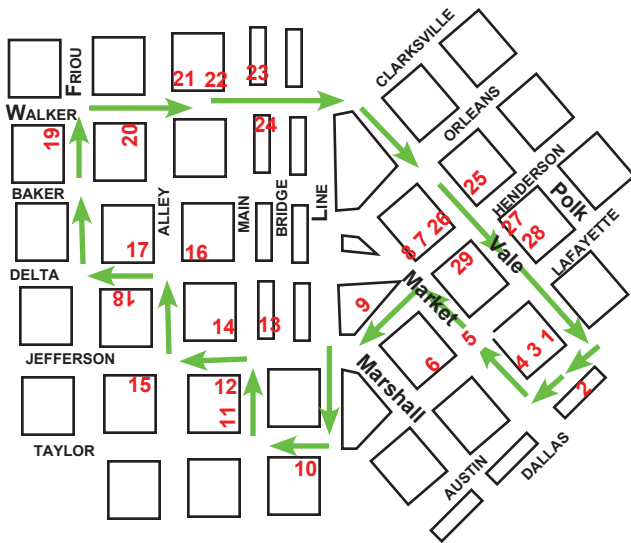 CLARKSVILLE
FRIOU
21 22 23
WALKER
ORLEANS
19
20
24
25
HENDERSON
Polk
BAKER
ALLEY
MAIN
BRIDGE
LINE
8 7 26
27
28
LAFAYETTE
17
16
Vale
29
DELTA
18
Market
9
14
13
5
1
3
4
JEFFERSON
6
Marshall
15
12
11
2
TAYLOR
10
AUSTIN
DALLAS